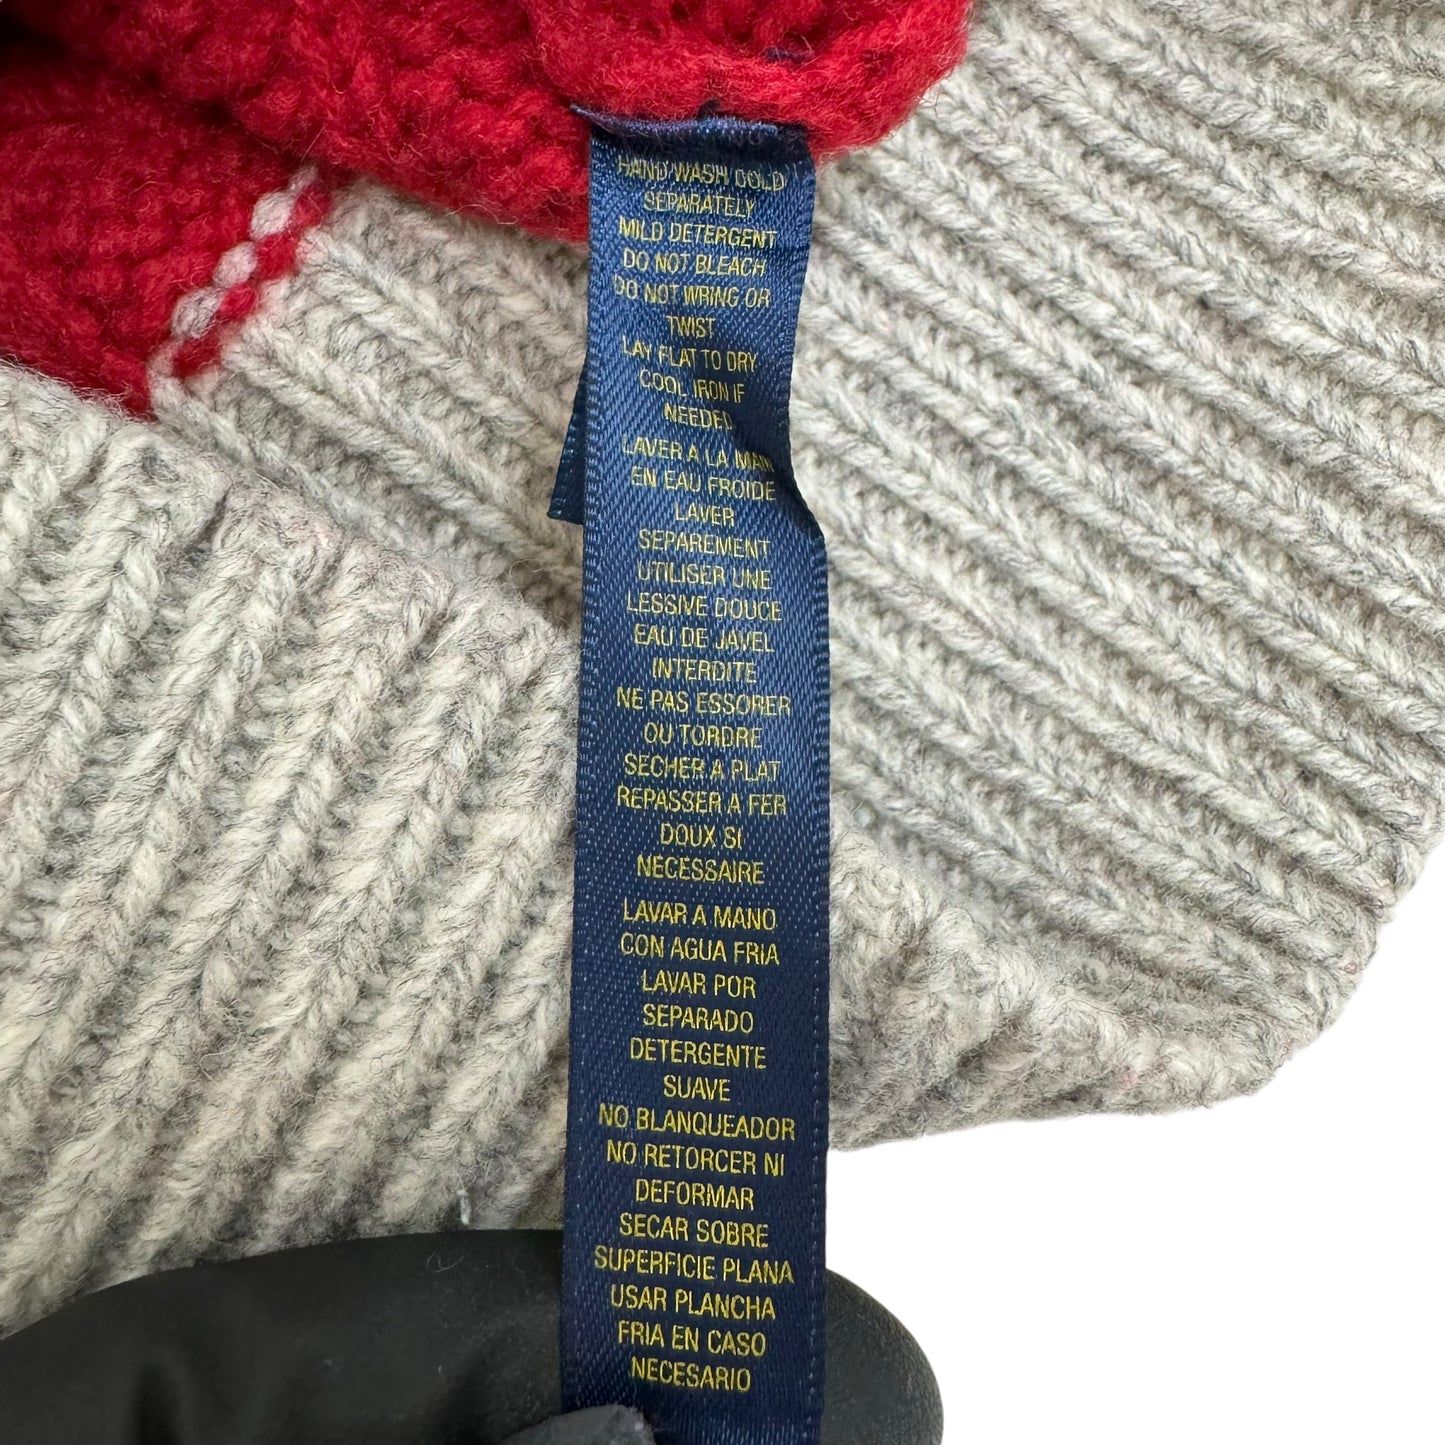 HAND WASH COLD
SEPARATELY
MILD DETERGENT
DO NOT BLEACH
DO NOT WRING OR
TWIST
LAY FLAT TO DRY
COOL IRON IF
NEEDED
LAVER A LA MAIN
EN EAU FROIDE
LAVER
SEPAREMENT
UTILISER UNE
LESSIVE DOUCE
EAU DE JAVEL
INTERDITE
NE PAS ESSORER
OU TORDRE
SECHER A PLAT
REPASSER A FER
DOUX SI
NECESSAIRE
LAVAR A MANO
CON AGUA FRIA
LAVAR POR
SEPARADO
DETERGENTE
SUAVE
NO BLANQUEADOR
NO RETORCER NI
DEFORMAR
SECAR SOBRE
SUPERFICIE PLANA
USAR PLANCHA
FRIA EN CASO
NECESARIO